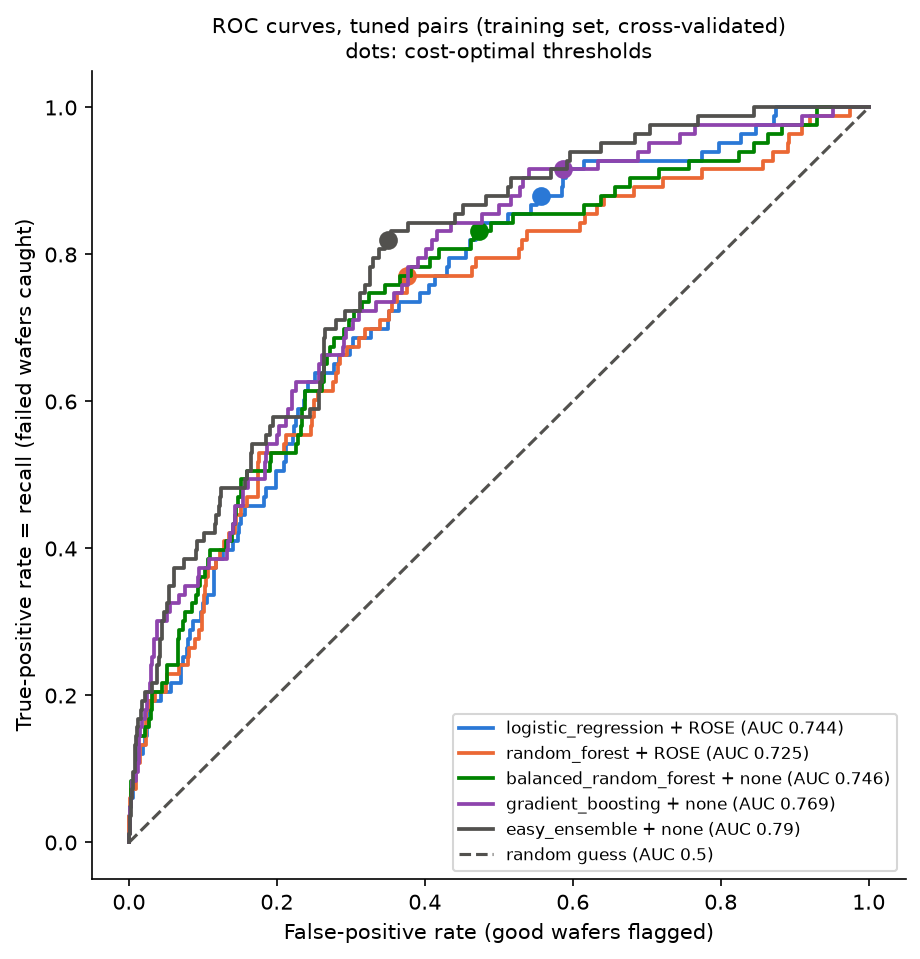 ROC curves, tuned pairs (training set, cross-validated)
dots: cost-optimal thresholds
True-positive rate = recall (failed wafers caught)
1.0
0.8
0.6
0.4
0.2
0.0
logistic_regression + ROSE (AUC 0.744)
random_forest + ROSE (AUC 0.725)
balanced_random_forest + none (AUC 0.746)
gradient_boosting + none (AUC 0.769)
easy_ensemble + none (AUC 0.79)
random guess (AUC 0.5)
0.0 0.2 0.4 0.6 0.8 1.0
False-positive rate (good wafers flagged)